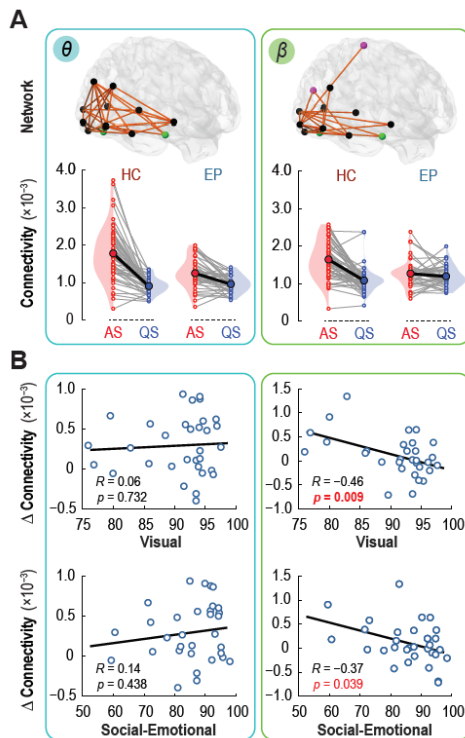 A
θ
β
Network
HC
EP
HC
EP
Connectivity (×10⁻³)
4.0
3.0
2.0
1.0
0
AS
QS
AS
QS
4.0
3.0
2.0
1.0
0
AS
QS
AS
QS
B
Δ Connectivity (×10⁻³)
1.0
0.5
0
−0.5
R = 0.06
p = 0.732
75
80
85
90
95
100
Visual
1.5
1.0
0.5
0
−0.5
−1.0
R = −0.46
p = 0.009
75
80
85
90
95
100
Visual
Δ Connectivity (×10⁻³)
1.0
0.5
0
−0.5
R = 0.14
p = 0.438
50
60
70
80
90
100
Social-Emotional
1.5
1.0
0.5
0
−0.5
−1.0
R = −0.37
p = 0.039
50
60
70
80
90
100
Social-Emotional